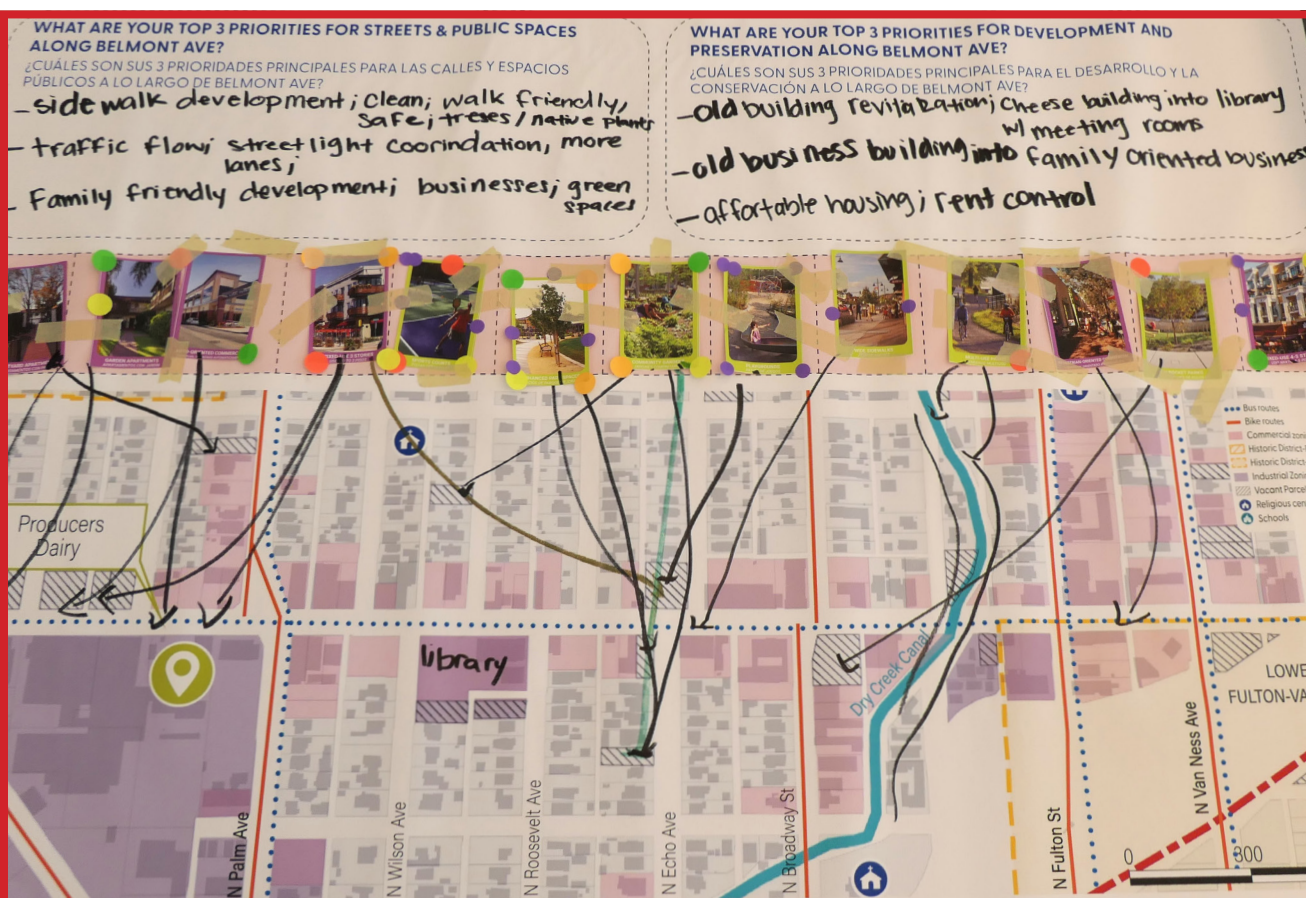 WHAT ARE YOUR TOP 3 PRIORITIES FOR STREETS & PUBLIC SPACES
ALONG BELMONT AVE?
¿CUÁLES SON SUS 3 PRIORIDADES PRINCIPALES PARA LAS CALLES Y ESPACIOS
PÚBLICOS A LO LARGO DE BELMONT AVE?
- sidewalk development; clean; walk friendly,
safe; treses / native plants
- traffic flow; street light coorindation, more
lanes;
- Family friendly development; businesses; green
spaces
WHAT ARE YOUR TOP 3 PRIORITIES FOR DEVELOPMENT AND
PRESERVATION ALONG BELMONT AVE?
¿CUÁLES SON SUS 3 PRIORIDADES PRINCIPALES PARA EL DESARROLLO Y LA
CONSERVACIÓN A LO LARGO DE BELMONT AVE?
- old building revitalization; Cheese building into library
w/ meeting rooms
- old business building into family oriented business
- affortable housing; rent control
GARDEN APARTMENTS
Bus routes
Bike routes
Commercial zon
Historic District-
Historic District
Industrial Zon
Vacant Parcel
Religious cen
Schools
Producers
Dairy
library
Dry Creek Canal
LOWE
FULTON-VA
N Palm Ave
N Wilson Ave
N Roosevelt Ave
N Echo Ave
N Broadway St
N Fulton St
N Van Ness Ave
0
300